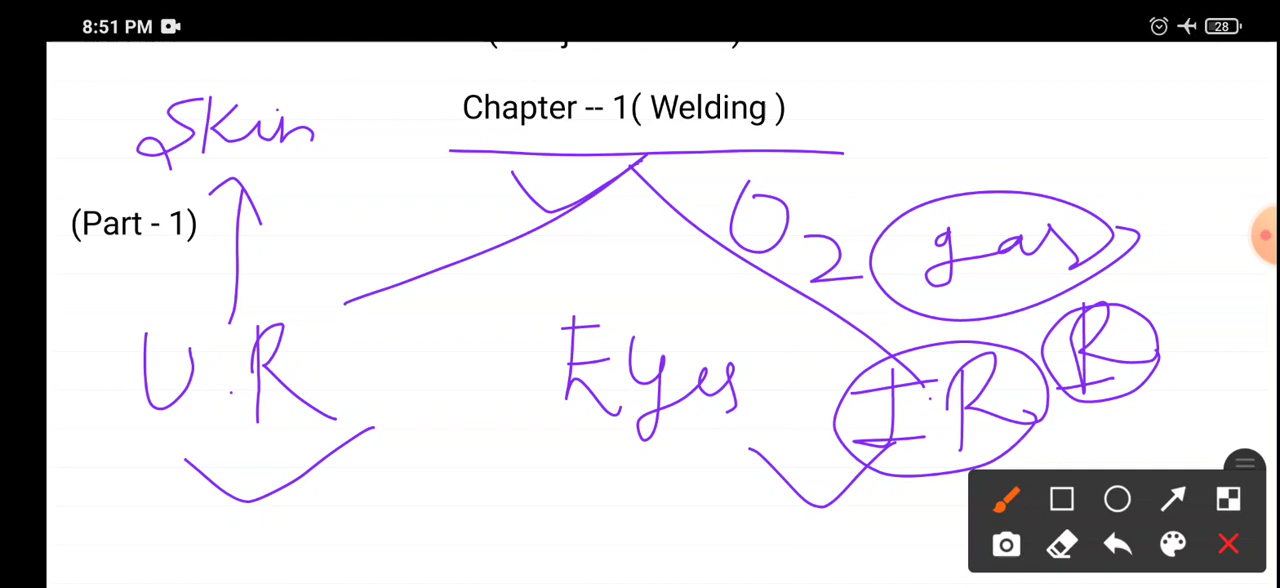 8:51 PM
28
Chapter -- 1( Welding )
Skin
(Part - 1)
O2 gas
U.R
Eyes
I.R